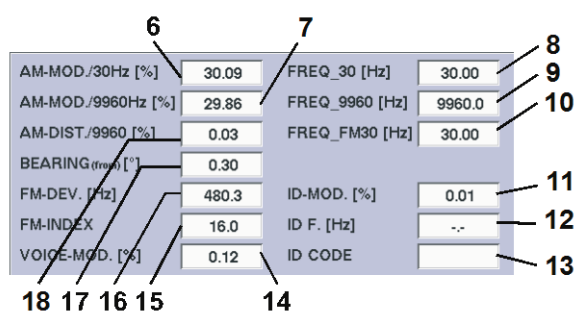 6 7 8
AM-MOD./30Hz [%] 30.09 FREQ_30 [Hz] 30.00
9
AM-MOD./9960Hz [%] 29.86 FREQ_9960 [Hz] 9960.0
10
AM-DIST./9960 [%] 0.03 FREQ_FM30 [Hz] 30.00
BEARING(from) [°] 0.30
FM-DEV. [Hz] 480.3 ID-MOD. [%] 0.01 11
FM-INDEX 16.0 ID F. [Hz] -.- 12
VOICE-MOD. [%] 0.12 ID CODE 13
18 17 16 15 14